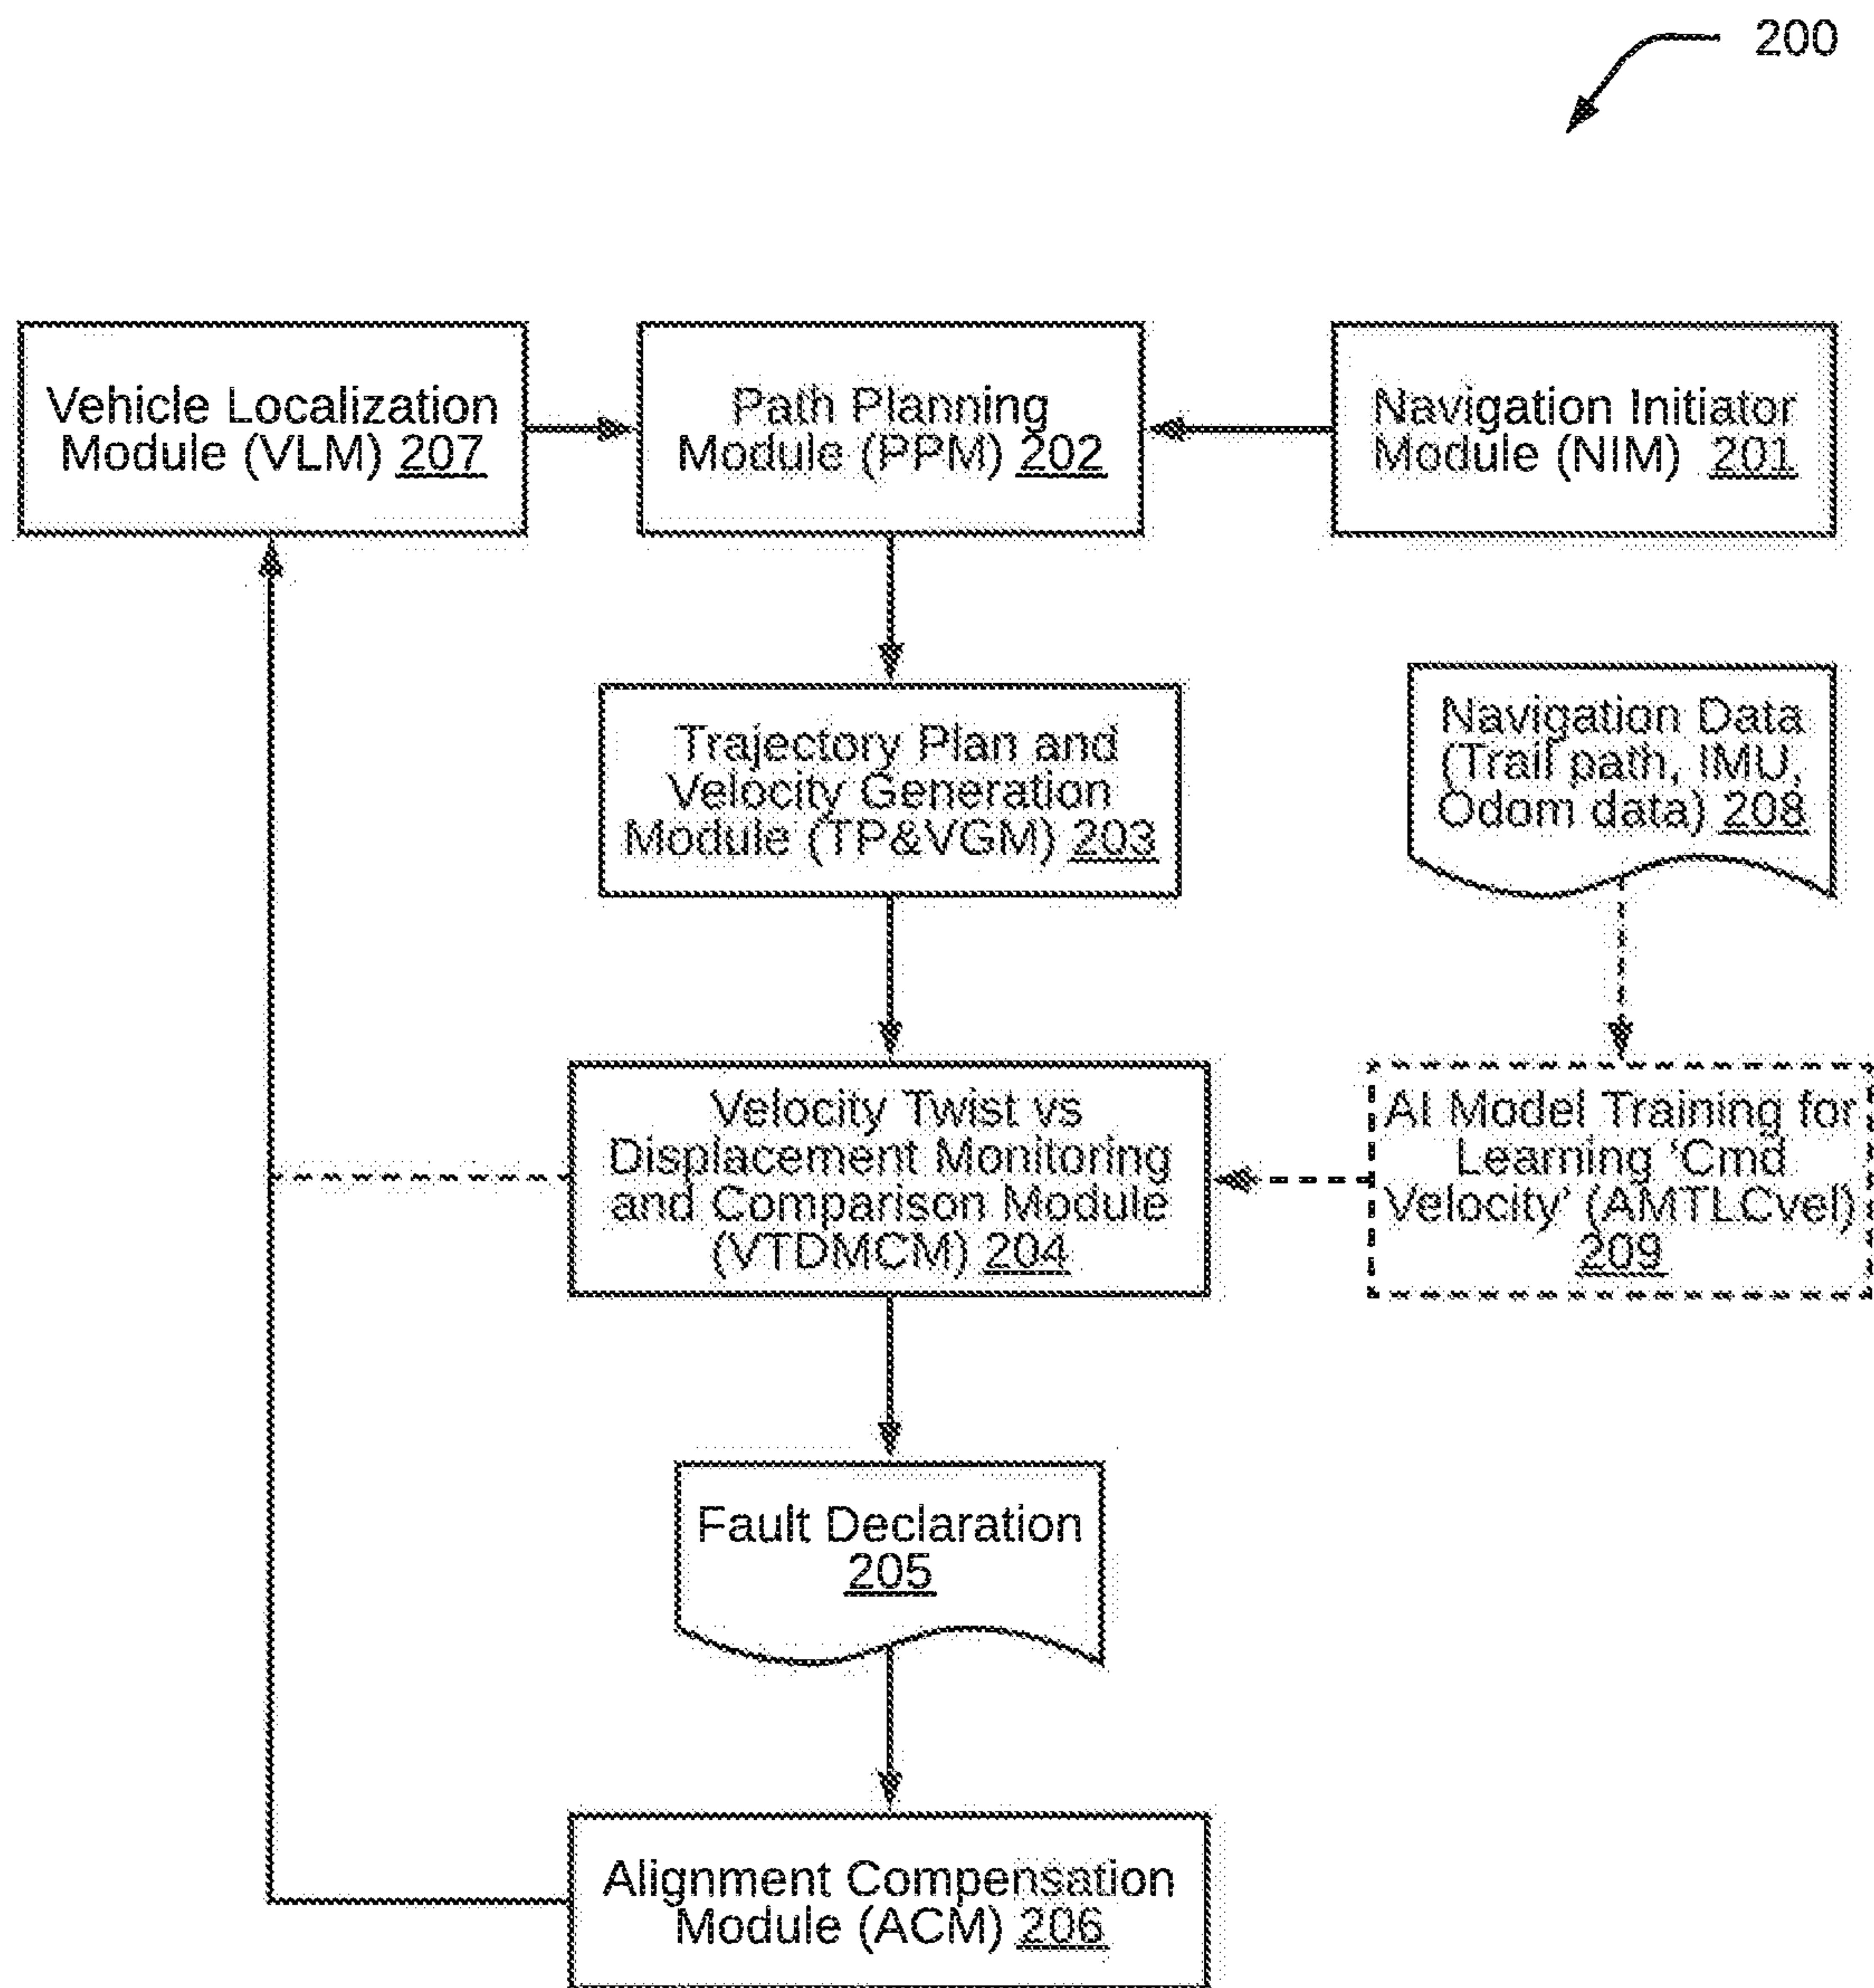 200
Vehicle Localization
Module (VLM) 207
Path Planning
Module (PPM) 202
Navigation Initiator
Module (NIM) 201
Trajectory Plan and
Velocity Generation
Module (TP&VGM) 203
Navigation Data
(Trail path, IMU,
Odom data) 208
Velocity Twist vs
Displacement Monitoring
and Comparison Module
(VTDMCM) 204
AI Model Training for
Learning ‘Cmd
Velocity’ (AMTLCvel)
209
Fault Declaration
205
Alignment Compensation
Module (ACM) 206